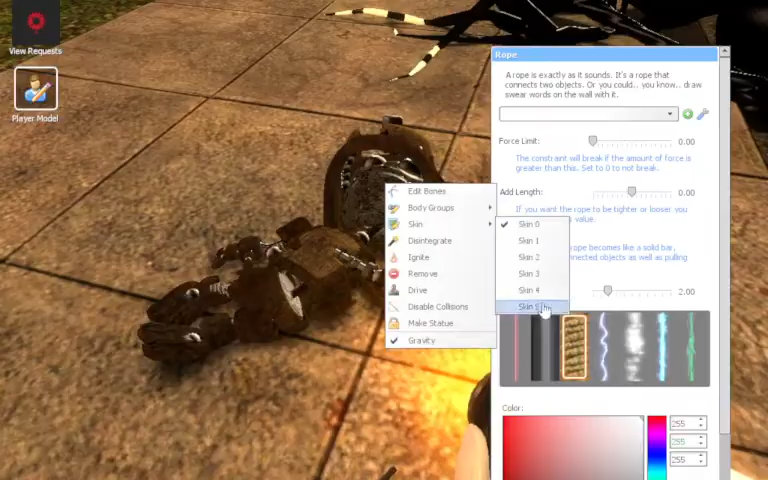 View Requests
Player Model
Rope
A rope is exactly as it sounds. It's a rope that
connects two objects. Or you could.. you know.. draw
swear words on the wall with it.
Force Limit:
0.00
The constraint will break if the amount of force is
greater than this. Set to 0 to not break.
Add Length:
0.00
If you want the rope to be tighter or looser, you
value.
rope becomes like a solid bar,
connected objects as well as pulling
2.00
Edit Bones
Body Groups
Skin
Disintegrate
Ignite
Remove
Drive
Disable Collisions
Make Statue
Gravity
Skin 0
Skin 1
Skin 2
Skin 3
Skin 4
Skin
Color:
255
255
255